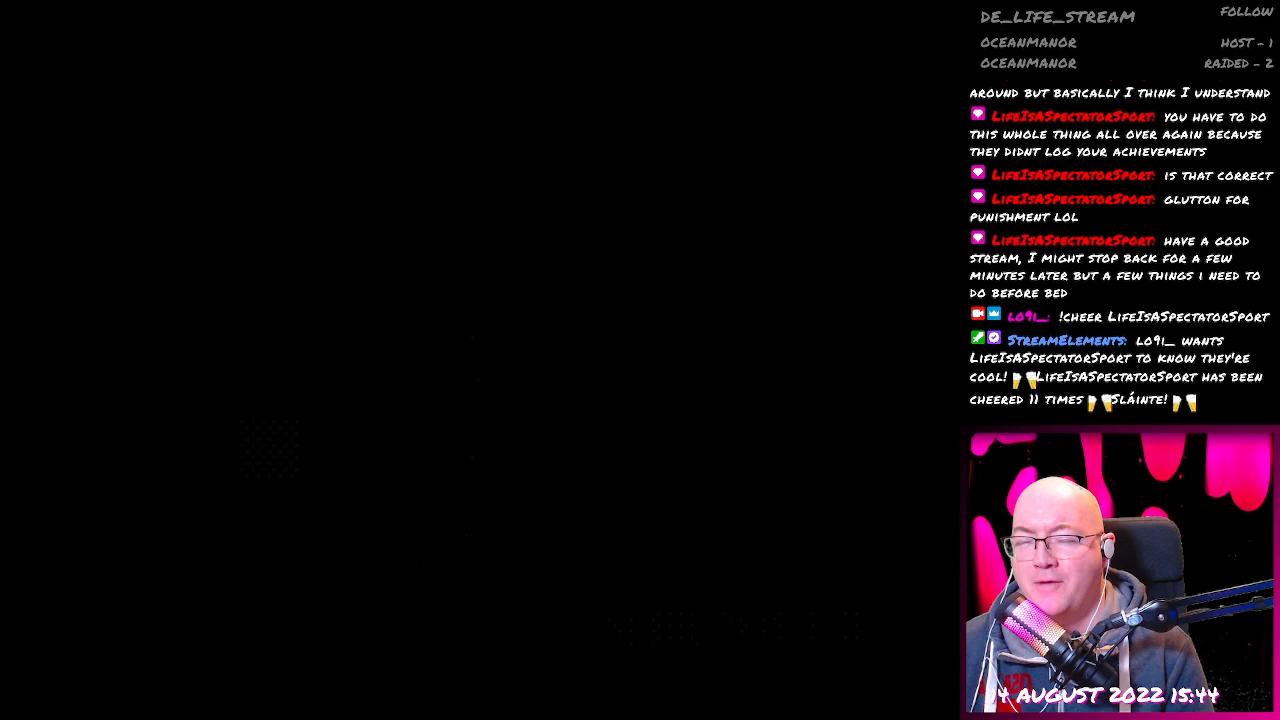 DE_LIFE_STREAM FOLLOW
OCEANMANOR HOST - 1
OCEANMANOR RAIDED - 2
AROUND BUT BASICALLY I THINK I UNDERSTAND
LIFEISASPECTATORSPORT: YOU HAVE TO DO
THIS WHOLE THING ALL OVER AGAIN BECAUSE
THEY DIDNT LOG YOUR ACHIEVEMENTS
LIFEISASPECTATORSPORT: IS THAT CORRECT
LIFEISASPECTATORSPORT: GLUTTON FOR
PUNISHMENT LOL
LIFEISASPECTATORSPORT: HAVE A GOOD
STREAM, I MIGHT STOP BACK FOR A FEW
MINUTES LATER BUT A FEW THINGS I NEED TO
DO BEFORE BED
LO9I_: !CHEER LIFEISASPECTATORSPORT
STREAMELEMENTS: LO9I_ WANTS
LIFEISASPECTATORSPORT TO KNOW THEY'RE
COOL! LIFEISASPECTATORSPORT HAS BEEN
CHEERED 11 TIMES SLÁINTE!
14 AUGUST 2022 15:44